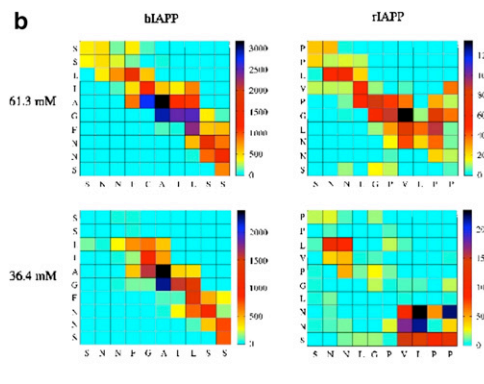 b
hIAPP
rIAPP
61.3 mM
S
S
L
I
A
G
F
N
N
S
3000
2500
2000
1500
1000
500
0
S N N I G A I L S S
P
P
L
V
P
G
L
N
N
S
S N N I G P V L P P
36.4 mM
S
S
I
I
A
G
F
N
N
S
2000
1500
1000
500
0
S N N F G A I L S S
P
P
L
V
P
G
L
N
N
S
S N N L G P V L P P